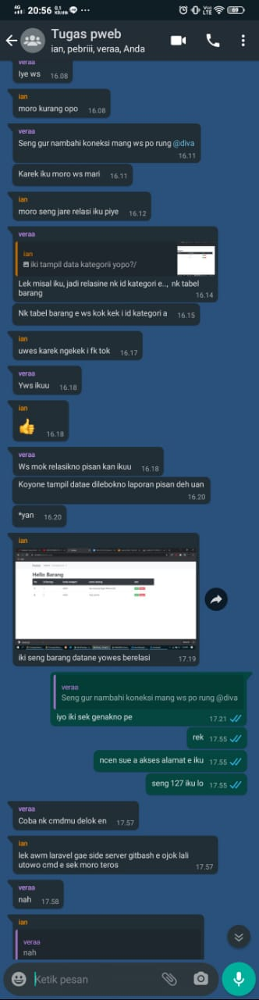 4G 20:56 0,1 KB/dtk ... Vo) LTE 69
Tugas pweb
ian, pebriii, veraa, Anda
veraa
Iye ws 16.08
ian
moro kurang opo 16.08
veraa
Seng gur nambahi koneksi mang ws po rung @diva
16.11
Karek iku moro ws mari 16.11
ian
moro seng jare relasi iku piye 16.12
veraa
ian
iki tampil data kategorii yopo?/
Lek misal iku, jadi relasine nk id kategori e.., nk tabel
barang 16.14
Nk tabel barang e ws kok kek i id kategori a 16.15
ian
uwes karek ngekek i fk tok 16.17
veraa
Yws ikuu 16.18
ian
👍 16.18
veraa
Ws mok relasikno pisan kan ikuu 16.18
Koyone tampil datae dilebokno laporan pisan deh uan
16.20
*yan 16.20
ian
Hello Barang
iki seng barang datane yowes berelasi 17.19
veraa
Seng gur nambahi koneksi mang ws po rung @diva
iyo iki sek genakno pe 17.21
rek 17.55
ncen sue a akses alamat e iku 17.55
seng 127 iku lo 17.55
veraa
Coba nk cmdmu delok en 17.57
ian
lek awm laravel gae side server gitbash e ojok lali
utowo cmd e sek moro teros 17.57
veraa
nah 17.58
ian
veraa
nah
Ketik pesan